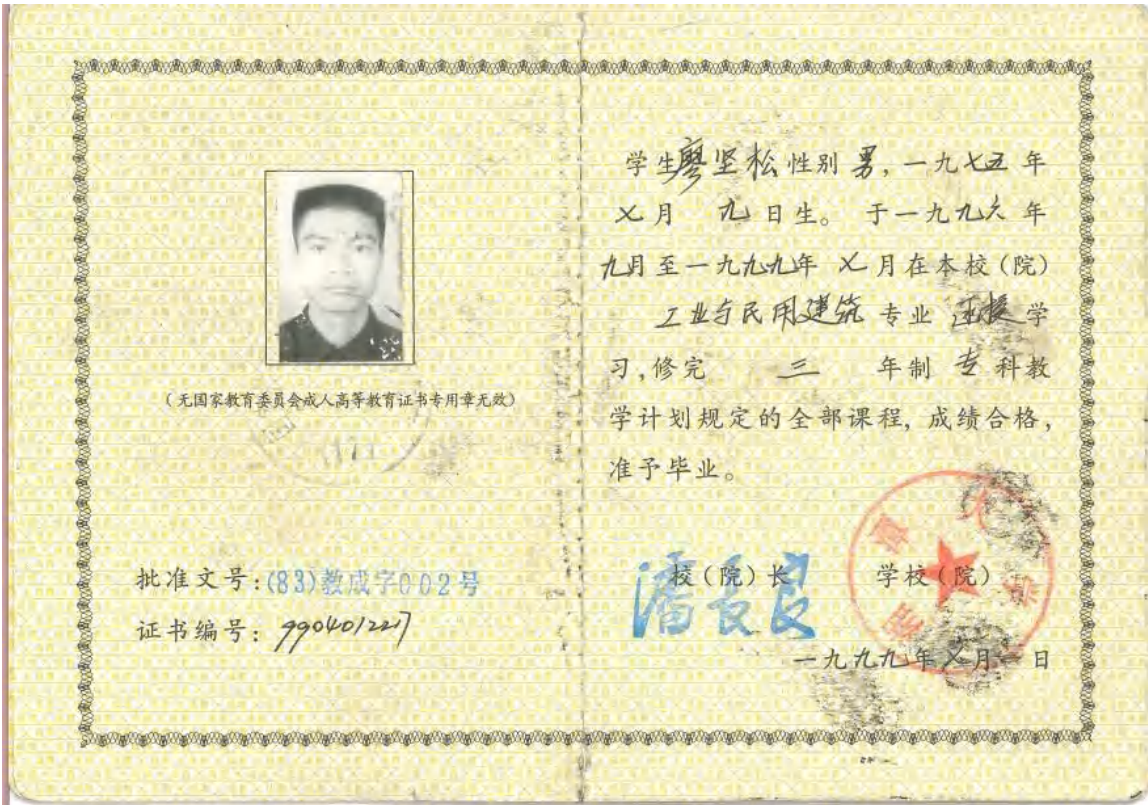 (无国家教育委员会成人高等教育证书专用章无效)
批准文号:(83)教成字002号
证书编号: 990401227
学生廖坚松性别 男, 一九七五 年
七月 九日生。 于一九九六 年
九月至一九九九年 七月在本校(院)
工业与民用建筑 专业 函授学
习,修完 三 年制 专 科教
学计划规定的全部课程, 成绩合格,
准予毕业。
校(院)长 学校(院)
一九九九年七月 日